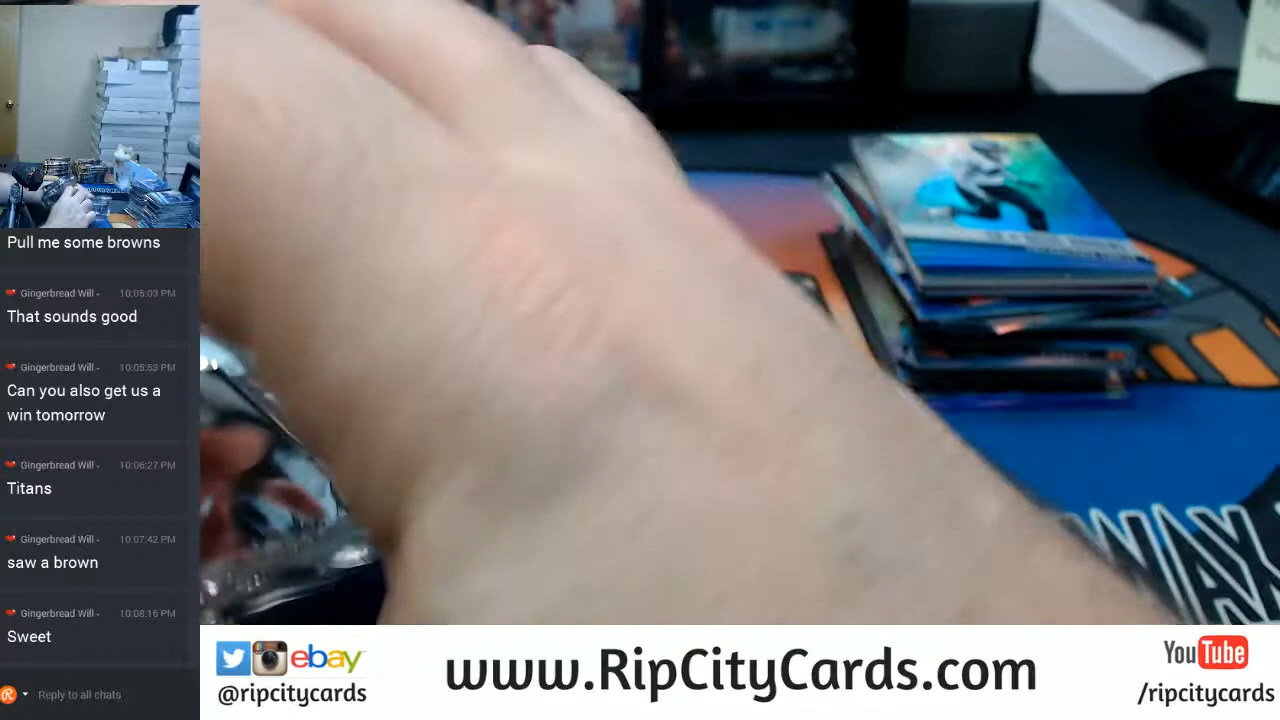 Pull me some browns
Gingerbread Will 10:05:03 PM
That sounds good
Gingerbread Will 10:05:53 PM
Can you also get us a
win tomorrow
Gingerbread Will 10:06:27 PM
Titans
Gingerbread Will 10:07:42 PM
saw a brown
Gingerbread Will 10:08:16 PM
Sweet
Reply to all chats
ebay
@ripcitycards
www.RipCityCards.com
YouTube
/ripcitycards
WAX